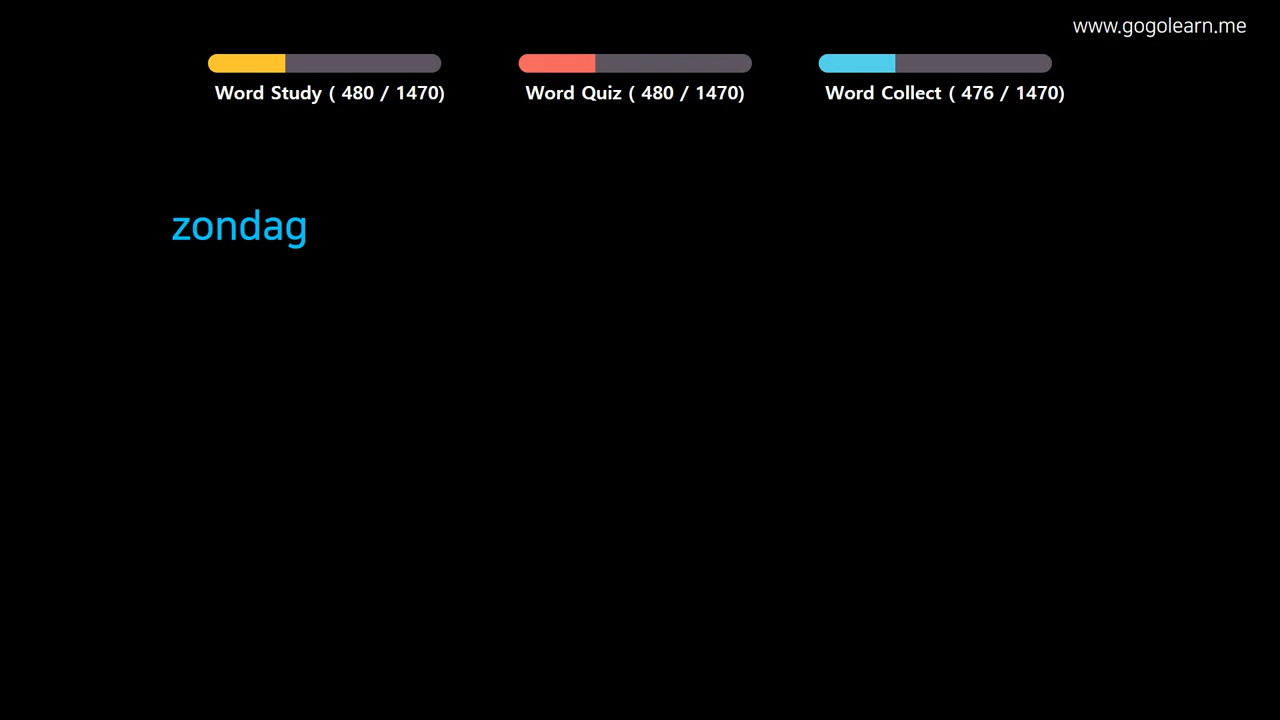 www.gogolearn.me
Word Study ( 480 / 1470)
Word Quiz ( 480 / 1470)
Word Collect ( 476 / 1470)
zondag